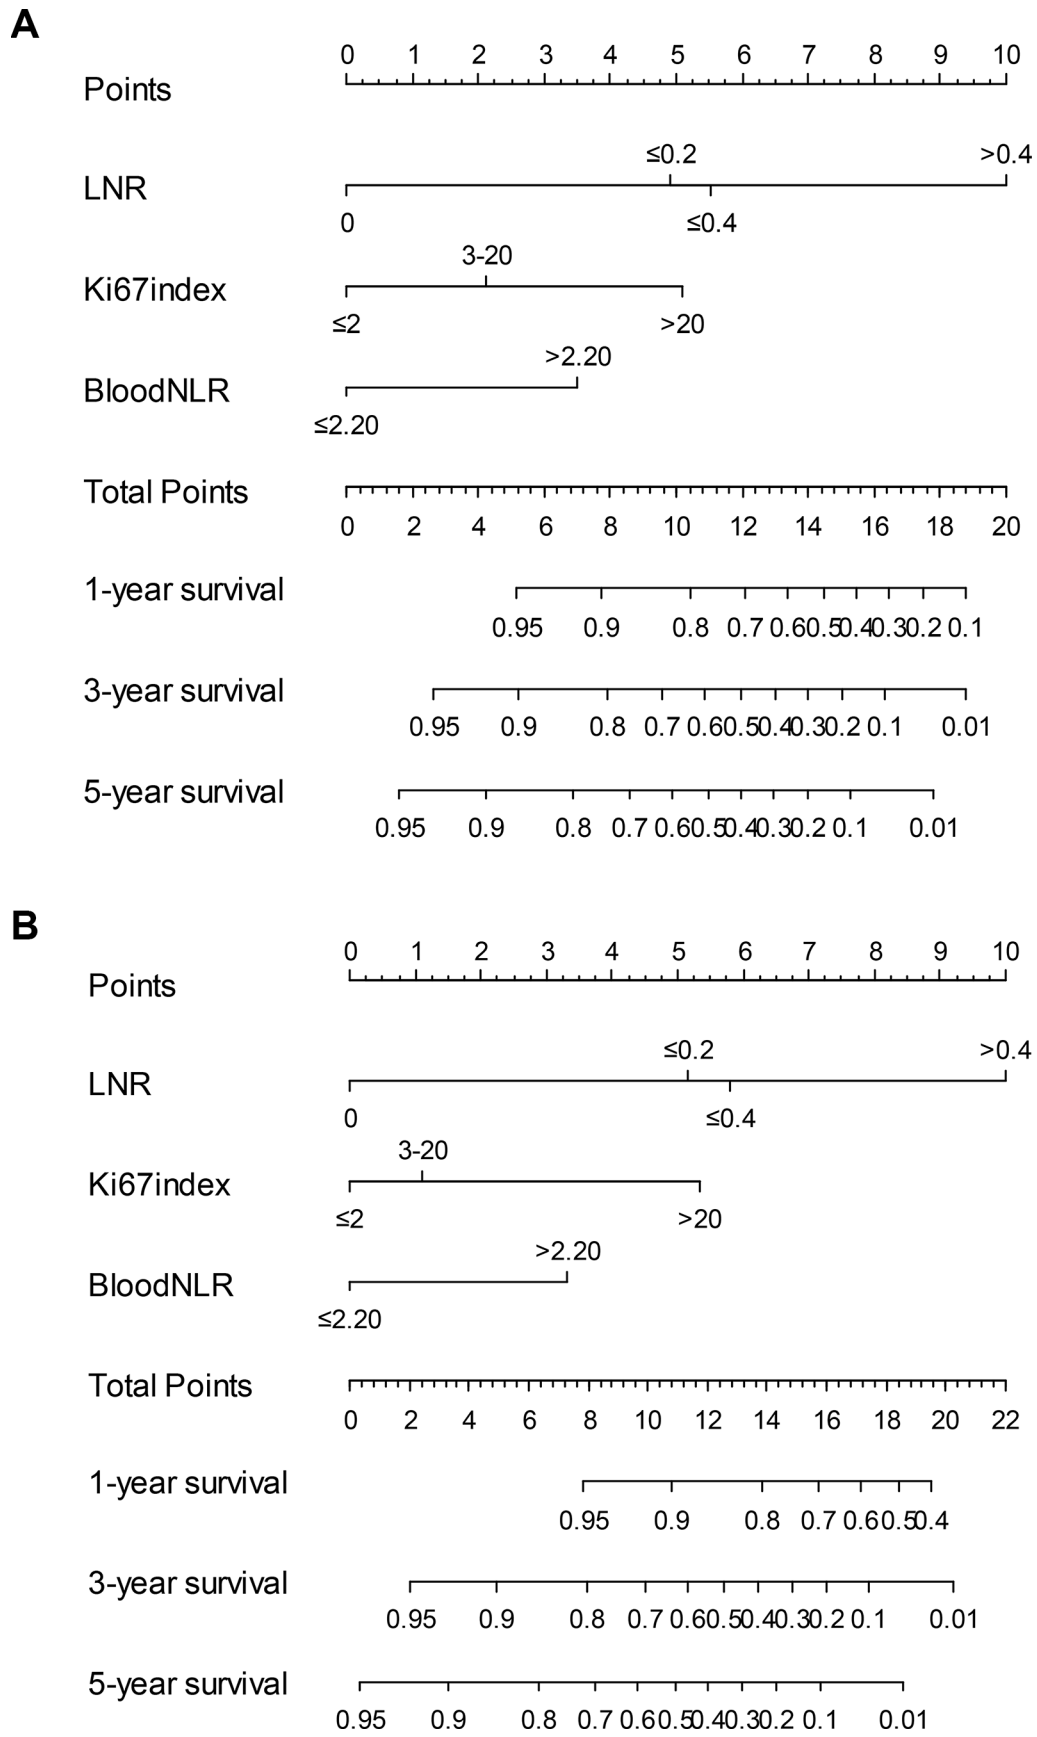 A
0 1 2 3 4 5 6 7 8 9 10
Points
≤0.2 >0.4
LNR
0 ≤0.4
3-20
Ki67index
≤2 >20
>2.20
BloodNLR
≤2.20
Total Points
0 2 4 6 8 10 12 14 16 18 20
1-year survival
0.95 0.9 0.8 0.7 0.6 0.5 0.4 0.3 0.2 0.1
3-year survival
0.95 0.9 0.8 0.7 0.6 0.5 0.4 0.3 0.2 0.1 0.01
5-year survival
0.95 0.9 0.8 0.7 0.6 0.5 0.4 0.3 0.2 0.1 0.01
B
0 1 2 3 4 5 6 7 8 9 10
Points
≤0.2 >0.4
LNR
0 ≤0.4
3-20
Ki67index
≤2 >20
>2.20
BloodNLR
≤2.20
Total Points
0 2 4 6 8 10 12 14 16 18 20 22
1-year survival
0.95 0.9 0.8 0.7 0.6 0.5 0.4
3-year survival
0.95 0.9 0.8 0.7 0.6 0.5 0.4 0.3 0.2 0.1 0.01
5-year survival
0.95 0.9 0.8 0.7 0.6 0.5 0.4 0.3 0.2 0.1 0.01